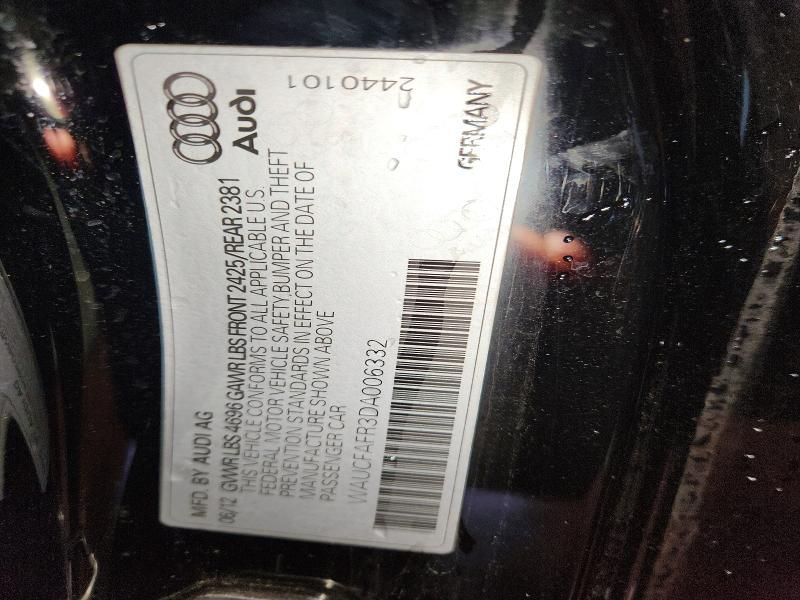 MFD. BY AUDI AG
Audi
06/12 GVWR LBS 4696 GAWR LBS FRONT 2425/REAR 2381
THIS VEHICLE CONFORMS TO ALL APPLICABLE U.S.
FEDERAL MOTOR VEHICLE SAFETY, BUMPER AND THEFT
PREVENTION STANDARDS IN EFFECT ON THE DATE OF
MANUFACTURE SHOWN ABOVE
PASSENGER CAR
WAUCFAFR3DA006332
2440101
GERMANY